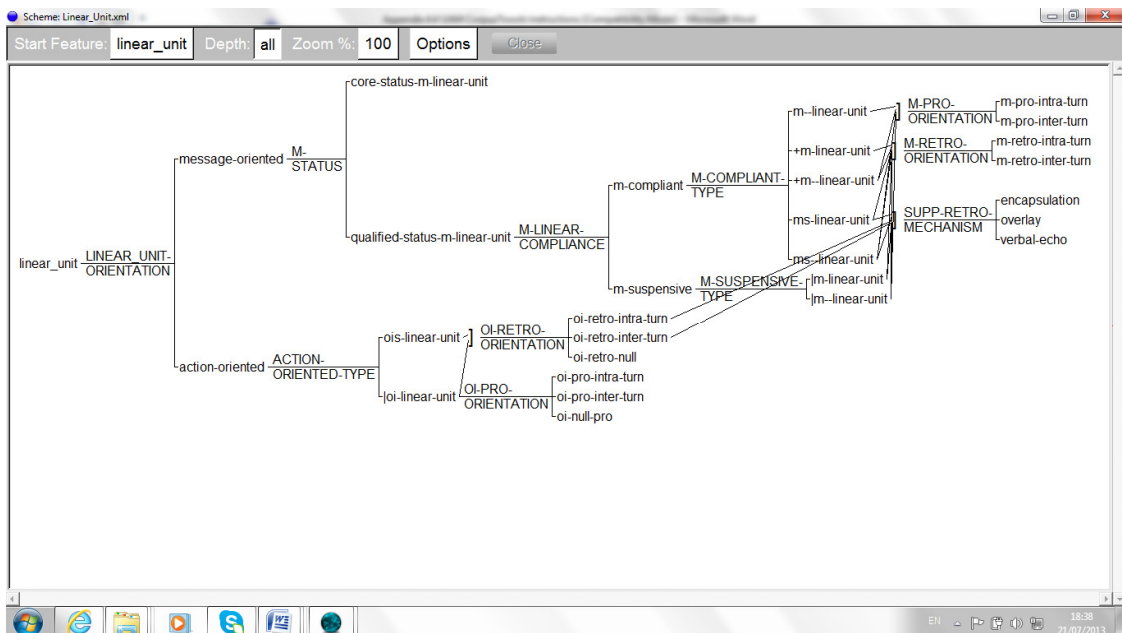 Scheme: Linear_Unit.xml
Start Feature: linear_unit Depth: all Zoom %: 100 Options Close
core-status-m-linear-unit
m--linear-unit
M-PRO-
ORIENTATION
m-pro-intra-turn
m-pro-inter-turn
message-oriented
M-
STATUS
+m-linear-unit
M-RETRO-
ORIENTATION
m-retro-intra-turn
m-retro-inter-turn
m-compliant
M-COMPLIANT-
TYPE
+m--linear-unit
ms-linear-unit
SUPP-RETRO-
MECHANISM
encapsulation
overlay
verbal-echo
qualified-status-m-linear-unit
M-LINEAR-
COMPLIANCE
ms--linear-unit
linear_unit
LINEAR_UNIT-
ORIENTATION
m-suspensive
M-SUSPENSIVE-
TYPE
|m-linear-unit
|m--linear-unit
ois-linear-unit
OI-RETRO-
ORIENTATION
oi-retro-intra-turn
oi-retro-inter-turn
oi-retro-null
action-oriented
ACTION-
ORIENTED-TYPE
|oi-linear-unit
OI-PRO-
ORIENTATION
oi-pro-intra-turn
oi-pro-inter-turn
oi-null-pro
EN
18:38
21/07/2013